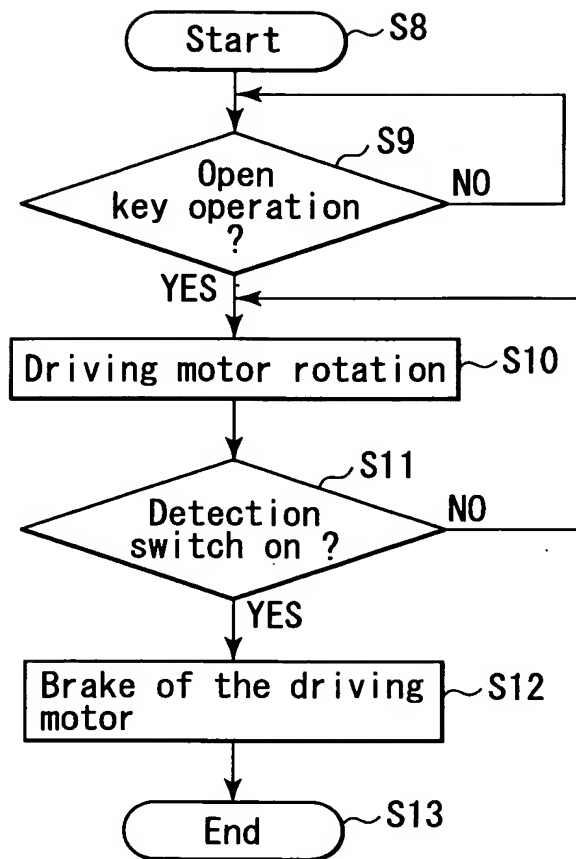 Start
S8
S9
Open
key operation
?
NO
YES
Driving motor rotation
S10
S11
Detection
switch on ?
NO
YES
Brake of the driving
motor
S12
End
S13